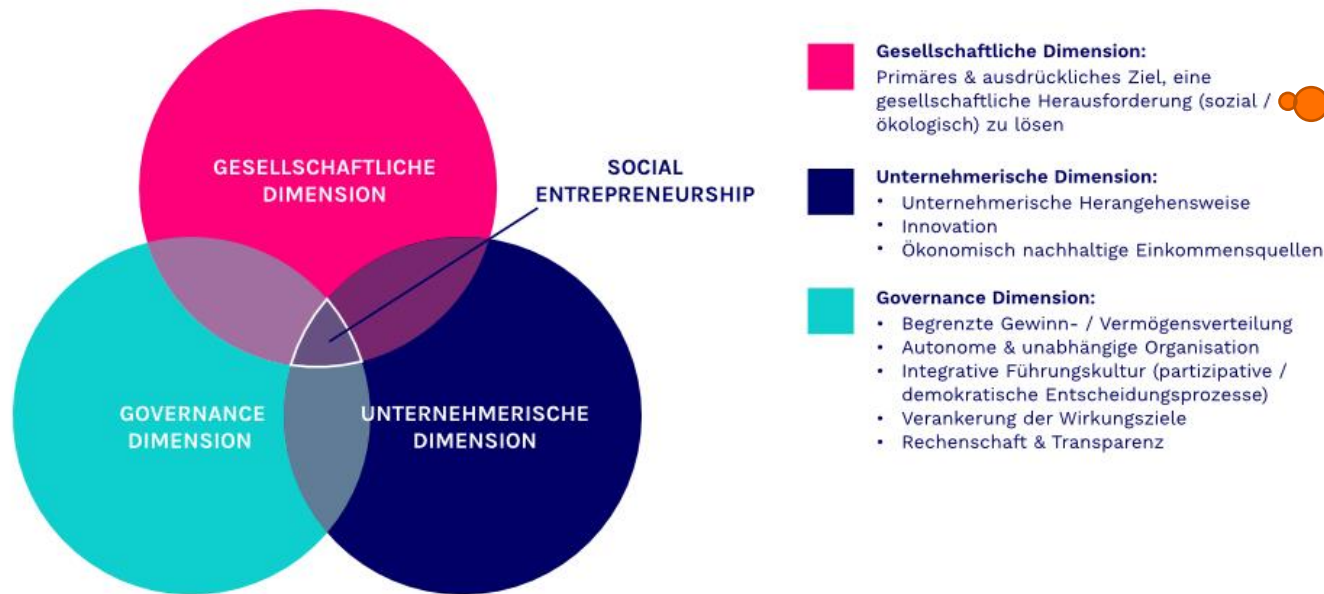 GESELLSCHAFTLICHE
DIMENSION
SOCIAL
ENTREPRENEURSHIP
GOVERNANCE
DIMENSION
UNTERNEHMERISCHE
DIMENSION
Gesellschaftliche Dimension:
Primäres & ausdrückliches Ziel, eine
gesellschaftliche Herausforderung (sozial /
ökologisch) zu lösen
Unternehmerische Dimension:
• Unternehmerische Herangehensweise
• Innovation
• Ökonomisch nachhaltige Einkommensquellen
Governance Dimension:
• Begrenzte Gewinn- / Vermögensverteilung
• Autonome & unabhängige Organisation
• Integrative Führungskultur (partizipative /
demokratische Entscheidungsprozesse)
• Verankerung der Wirkungsziele
• Rechenschaft & Transparenz